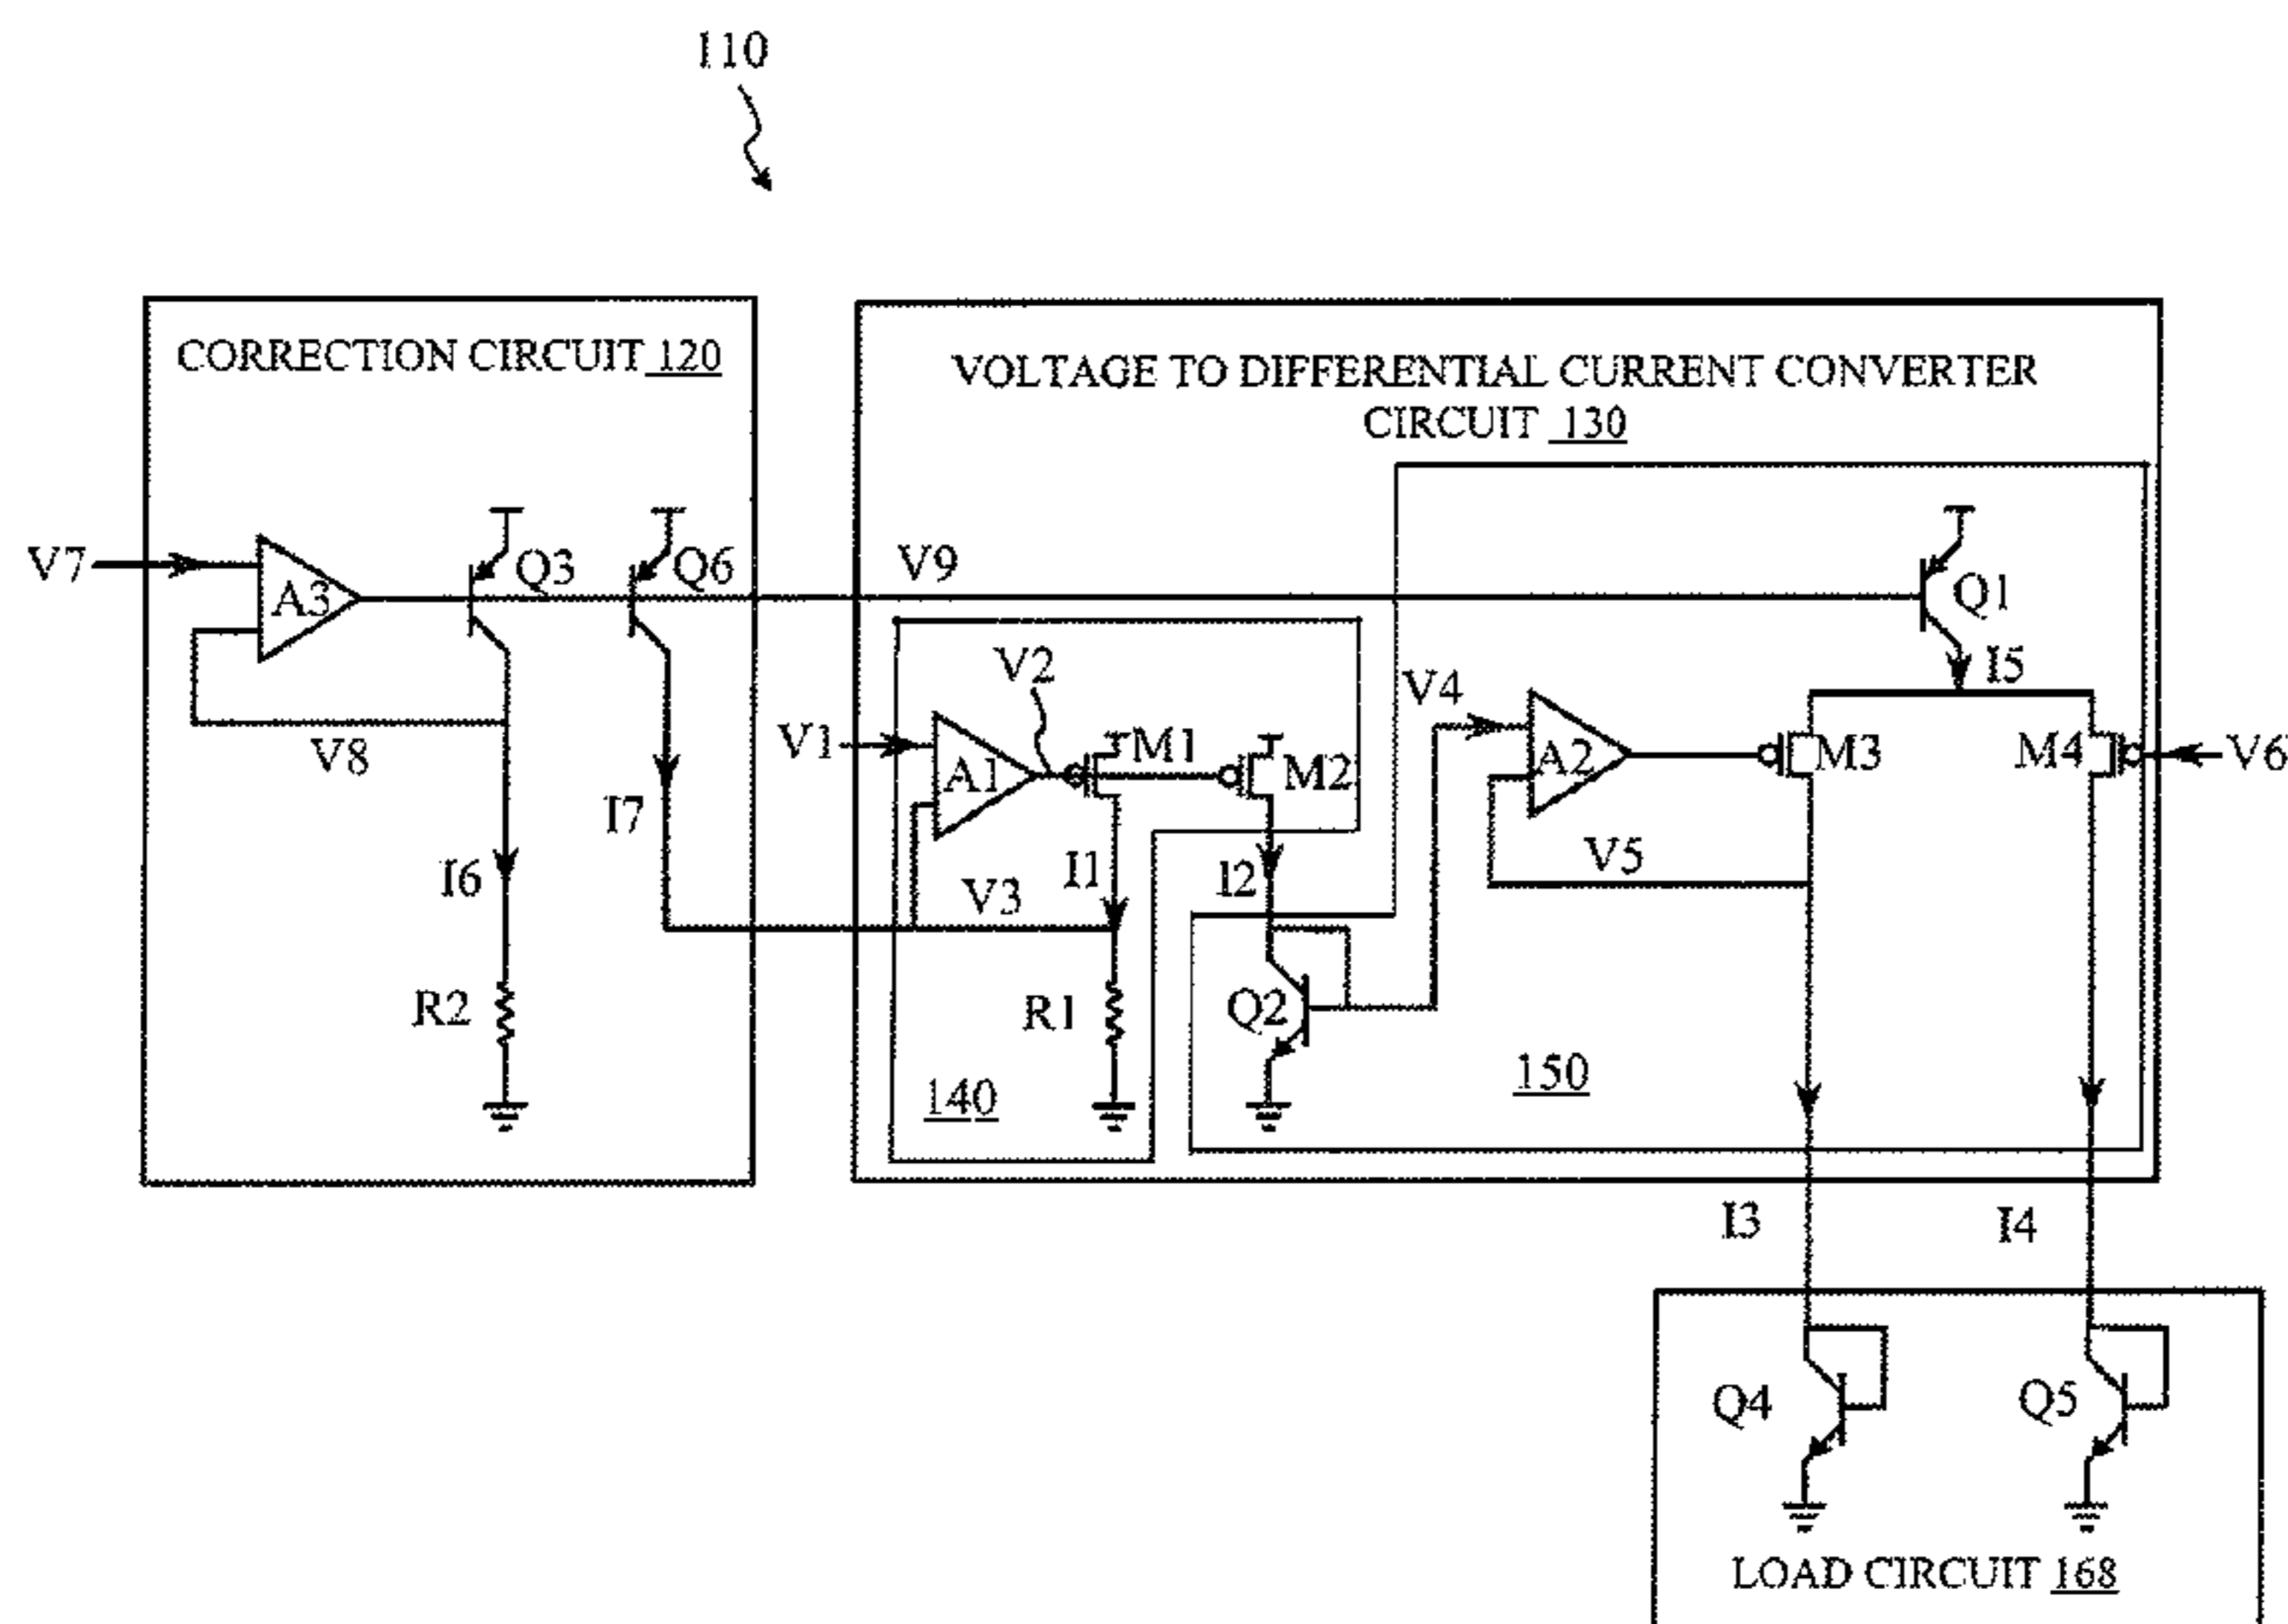 110
CORRECTION CIRCUIT 120
VOLTAGE TO DIFFERENTIAL CURRENT CONVERTER
CIRCUIT 130
V7
A3
Q3
Q6
V9
Q1
V8
I7
V2
V1
A1
M1
M2
V4
A2
I5
M3
M4
V6
I6
V3
I1
I2
V5
R2
R1
Q2
140
150
I3
I4
Q4
Q5
LOAD CIRCUIT 168